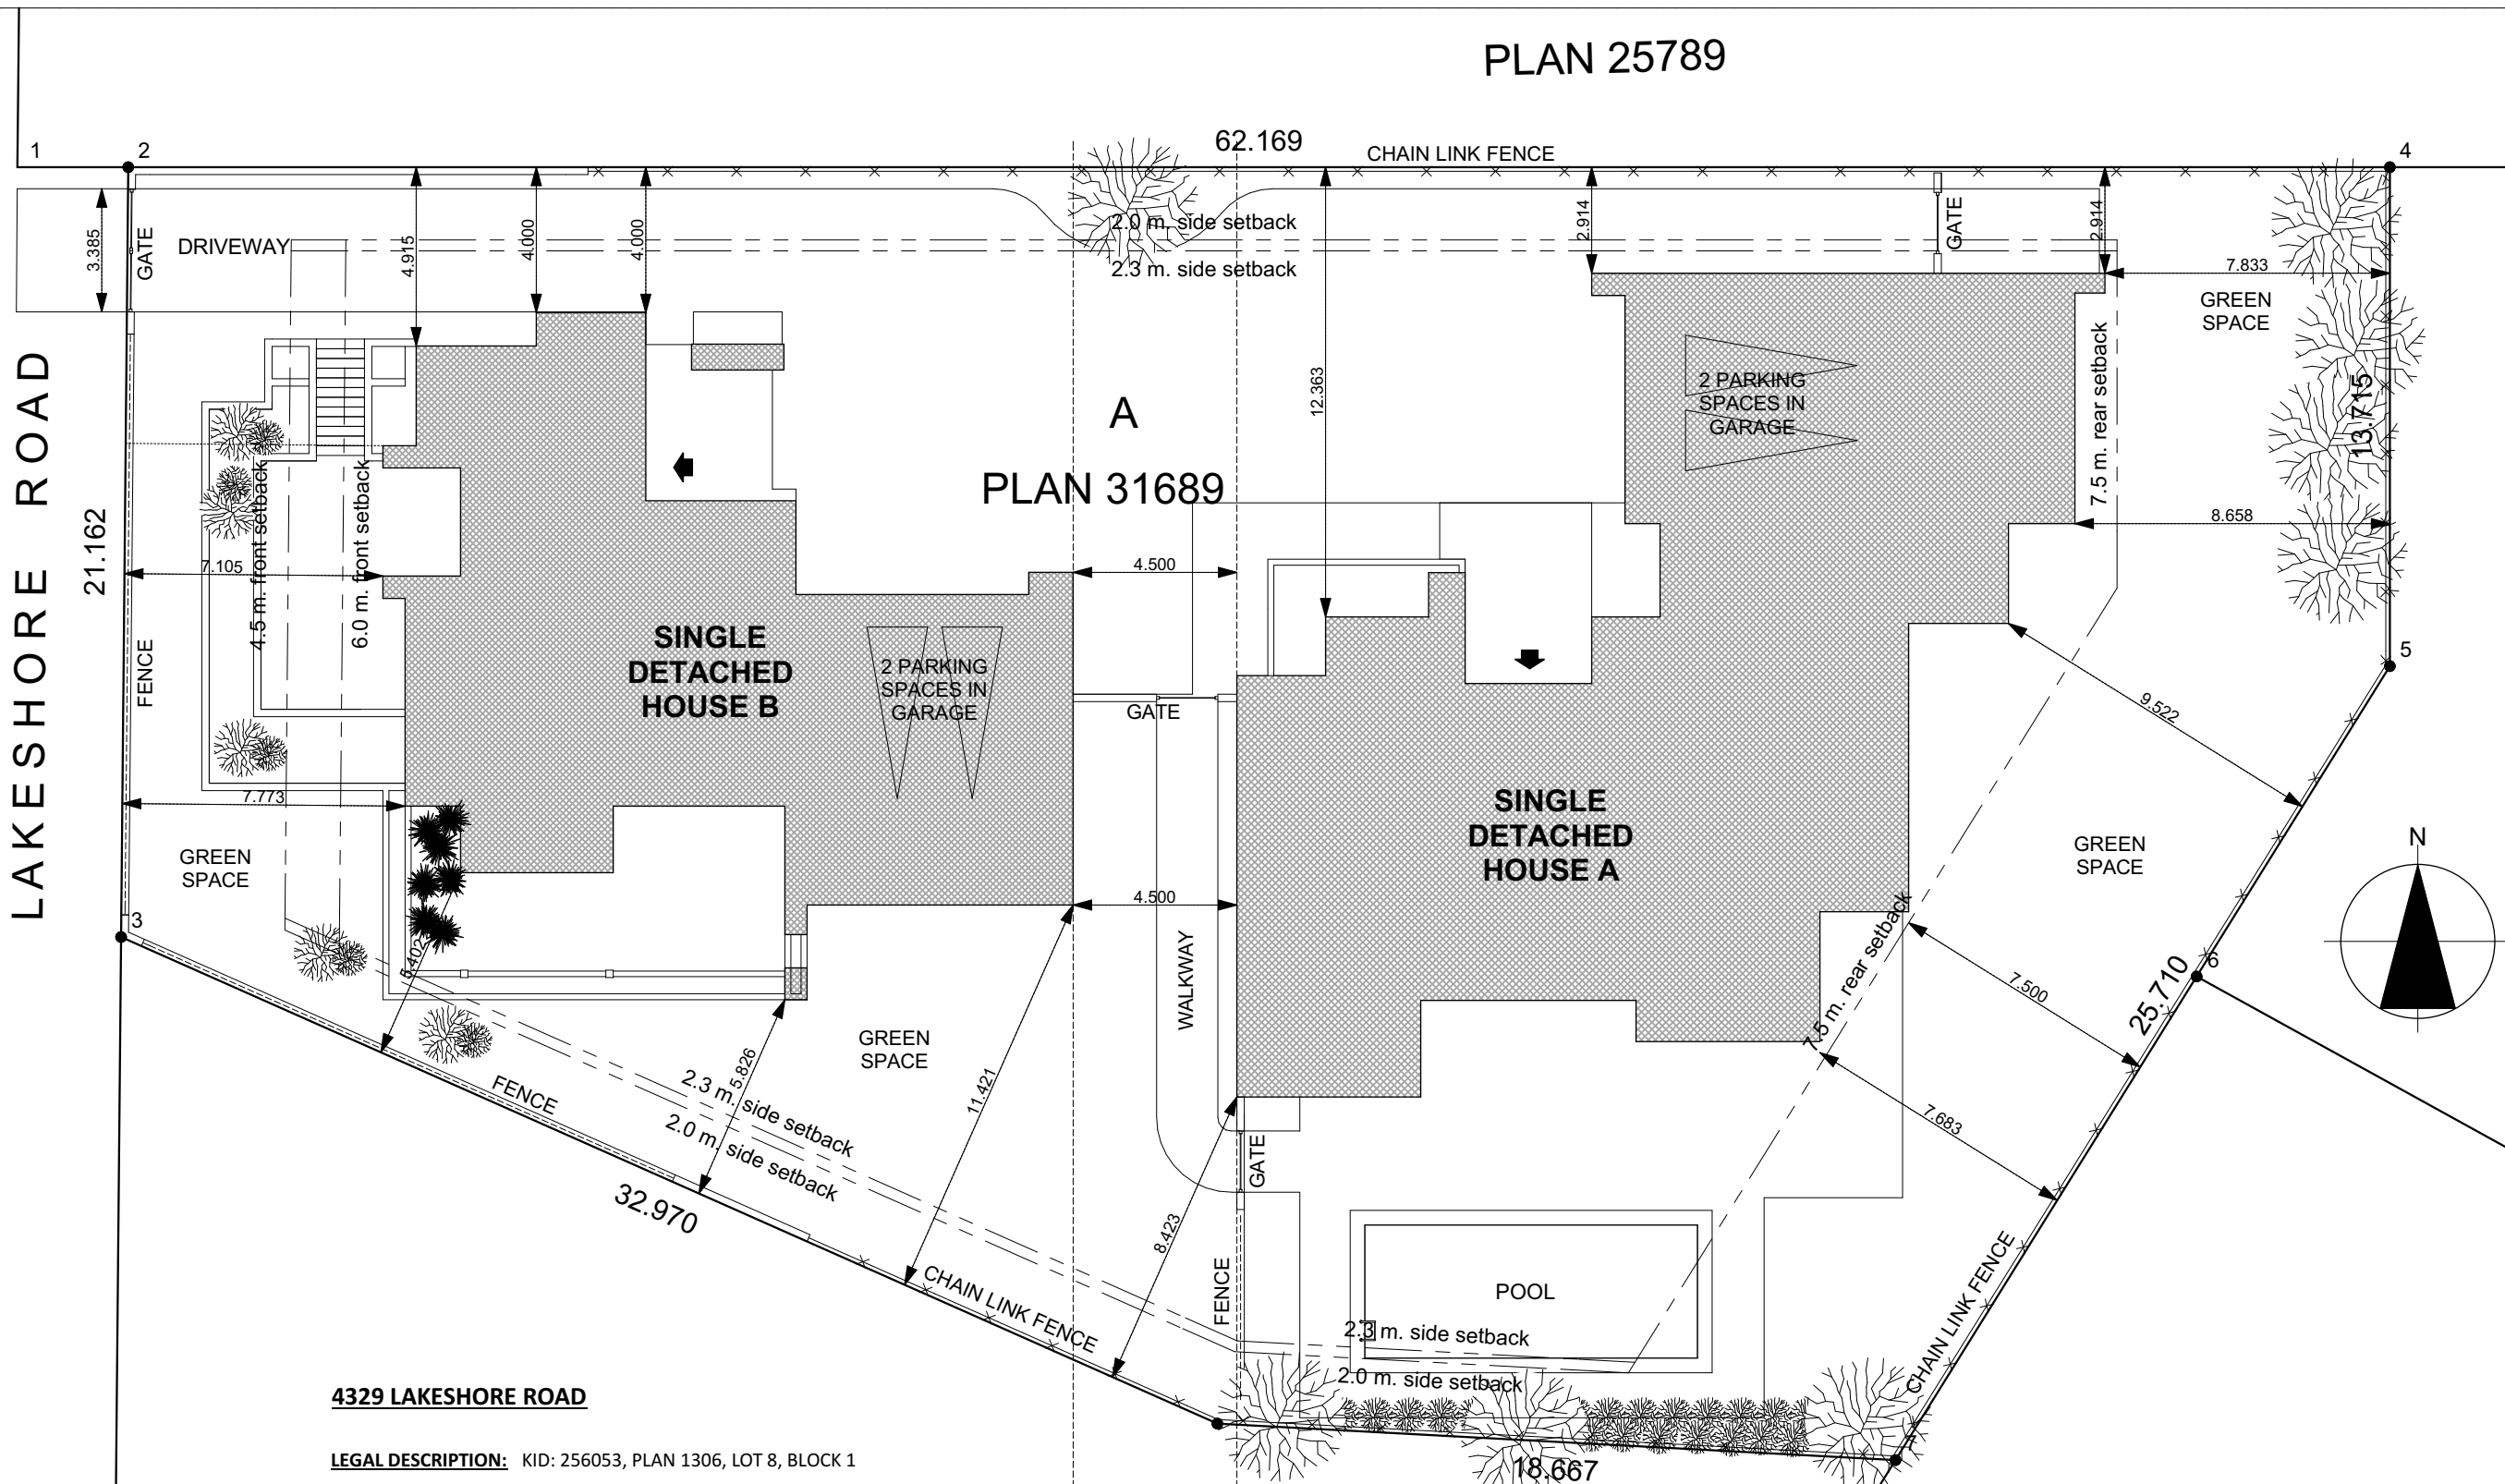 PLAN 25789
1
2
62.169
CHAIN LINK FENCE
4
3.385
GATE
DRIVEWAY
4.915
4.000
4.000
2.0 m. side setback
2.3 m. side setback
2.914
GATE
2.914
7.833
GREEN
SPACE
LAKESHORE ROAD
21.162
4.5 m. front setback
6.0 m. front setback
7.105
A
PLAN 31689
12.363
2 PARKING
SPACES IN
GARAGE
7.5 m. rear setback
13.715
8.658
4.500
5
FENCE
SINGLE
DETACHED
HOUSE B
2 PARKING
SPACES IN
GARAGE
GATE
9.522
7.773
GREEN
SPACE
SINGLE
DETACHED
HOUSE A
GREEN
SPACE
N
3
5.402
4.500
WALKWAY
7.5 m. rear setback
7.500
25.710
6
GREEN
SPACE
FENCE
2.3 m. side setback
5.826
2.0 m. side setback
11.421
7.683
GATE
32.970
8.423
CHAIN LINK FENCE
FENCE
POOL
2.3 m. side setback
2.0 m. side setback
CHAIN LINK FENCE
7
18.667
4329 LAKESHORE ROAD
LEGAL DESCRIPTION: KID: 256053, PLAN 1306, LOT 8, BLOCK 1